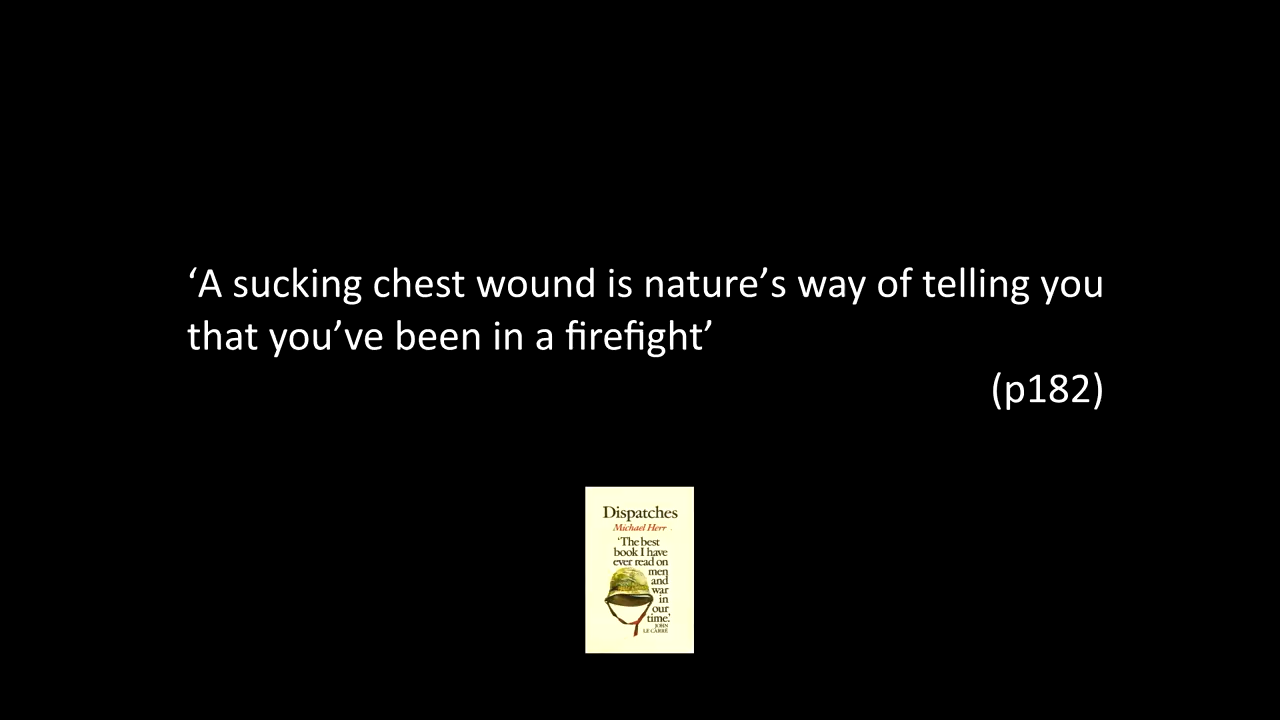 ‘A sucking chest wound is nature’s way of telling you
that you’ve been in a firefight’
(p182)
Dispatches
Michael Herr
‘The best
book I have
ever read on
men
and
war
in
our
time.’
JOHN
LE CARRÉ